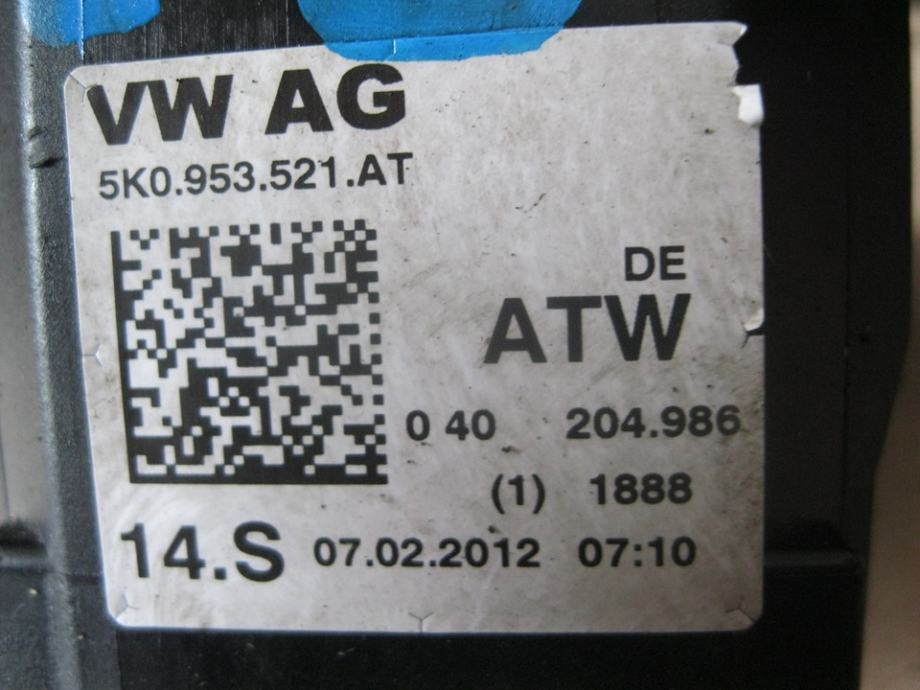 VW AG
5K0.953.521.AT
DE
ATW
0 40 204.986
(1) 1888
14.S 07.02.2012 07:10